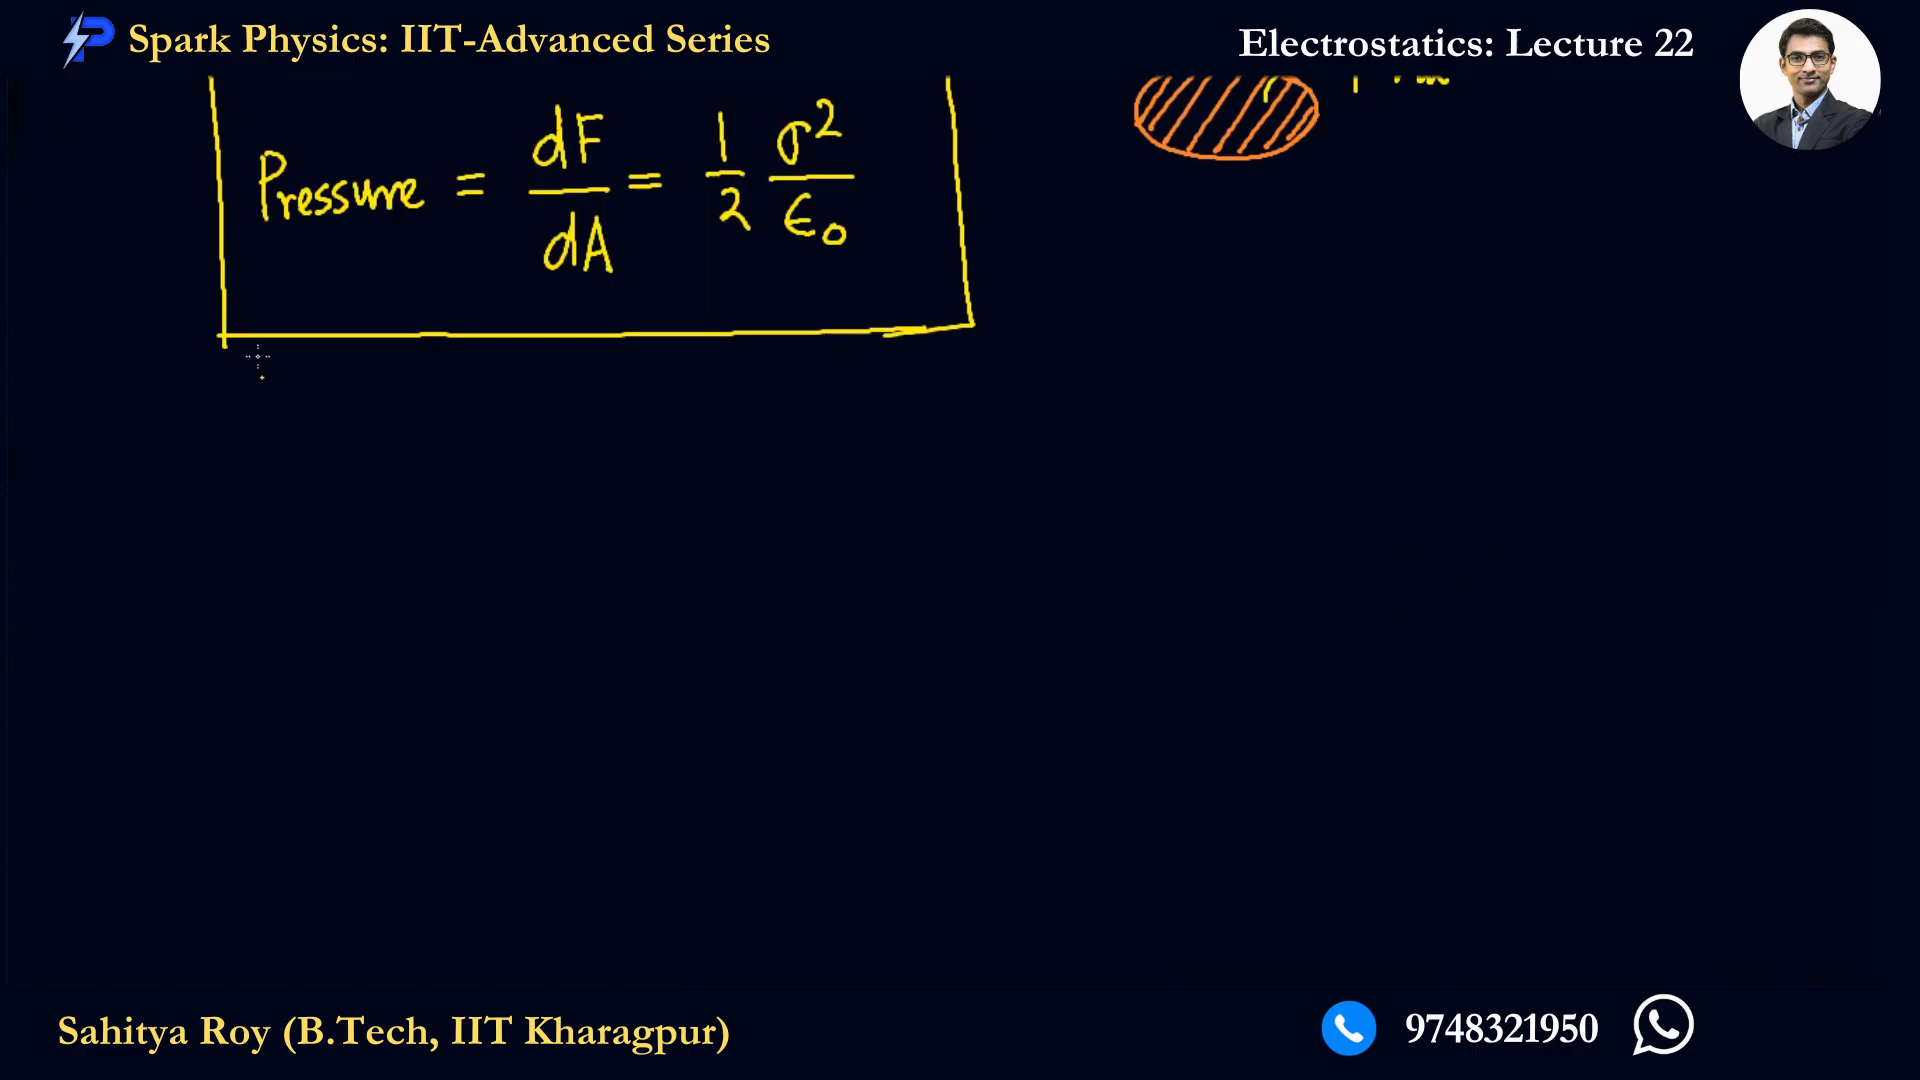 Spark Physics: IIT-Advanced Series
Electrostatics: Lecture 22
Pressure = dF/dA = 1/2 σ²/ε₀
Sahitya Roy (B.Tech, IIT Kharagpur)
9748321950